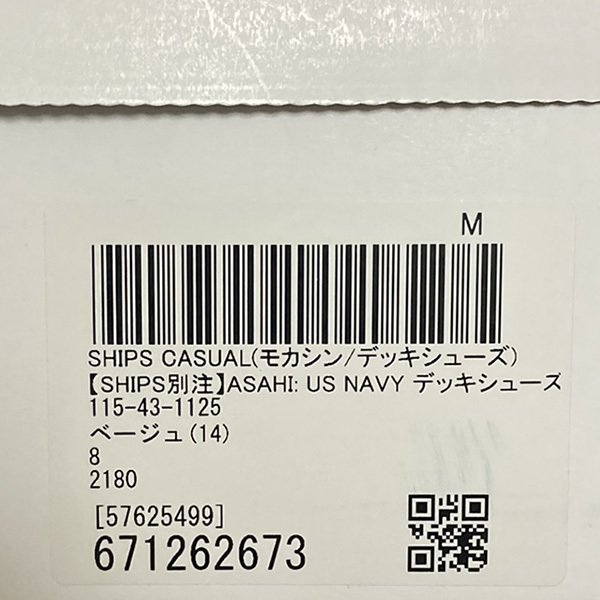 M
SHIPS CASUAL(モカシン/デッキシューズ)
【SHIPS別注】ASAHI: US NAVY デッキシューズ
115-43-1125
ベージュ(14)
8
2180
[57625499]
671262673